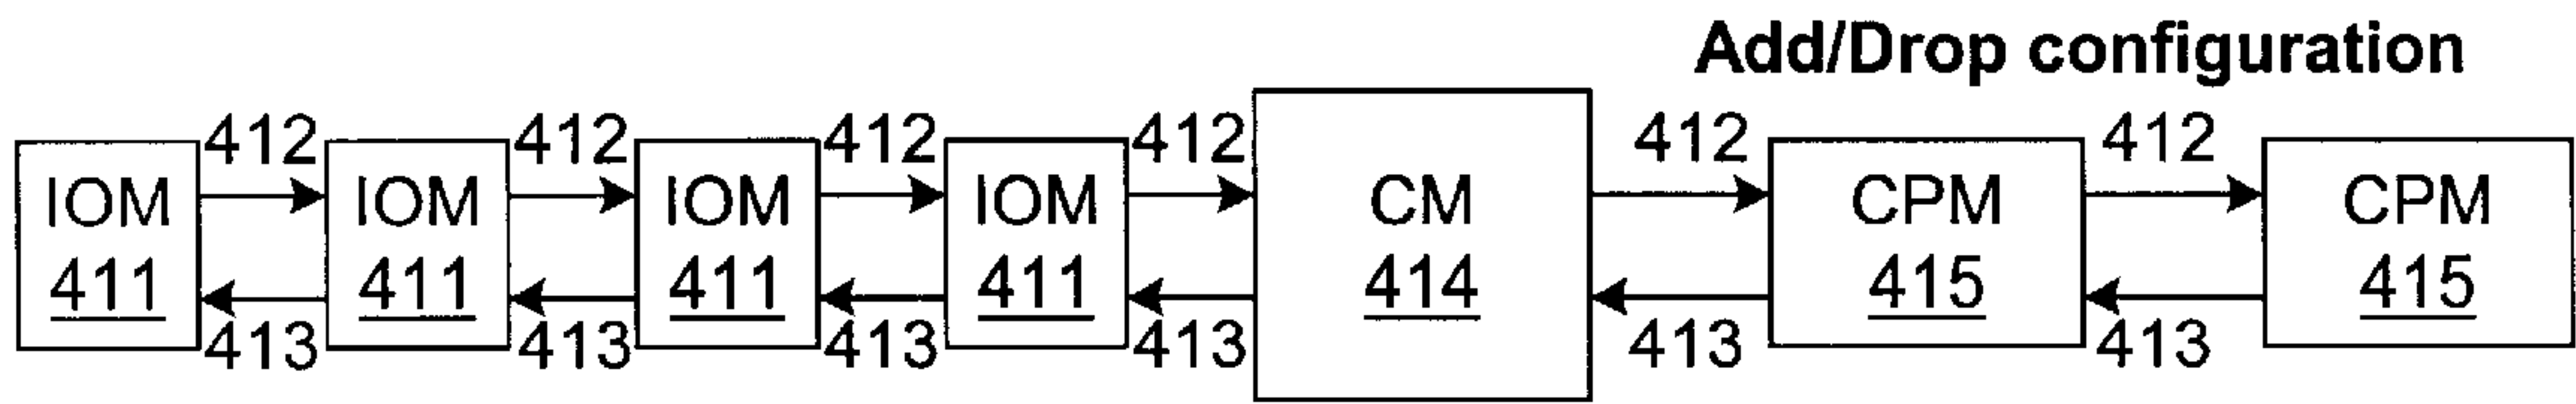 Add/Drop configuration
412 412 412 412 412 412
IOM IOM IOM IOM CM CPM CPM
411 411 411 411 414 415 415
413 413 413 413 413 413